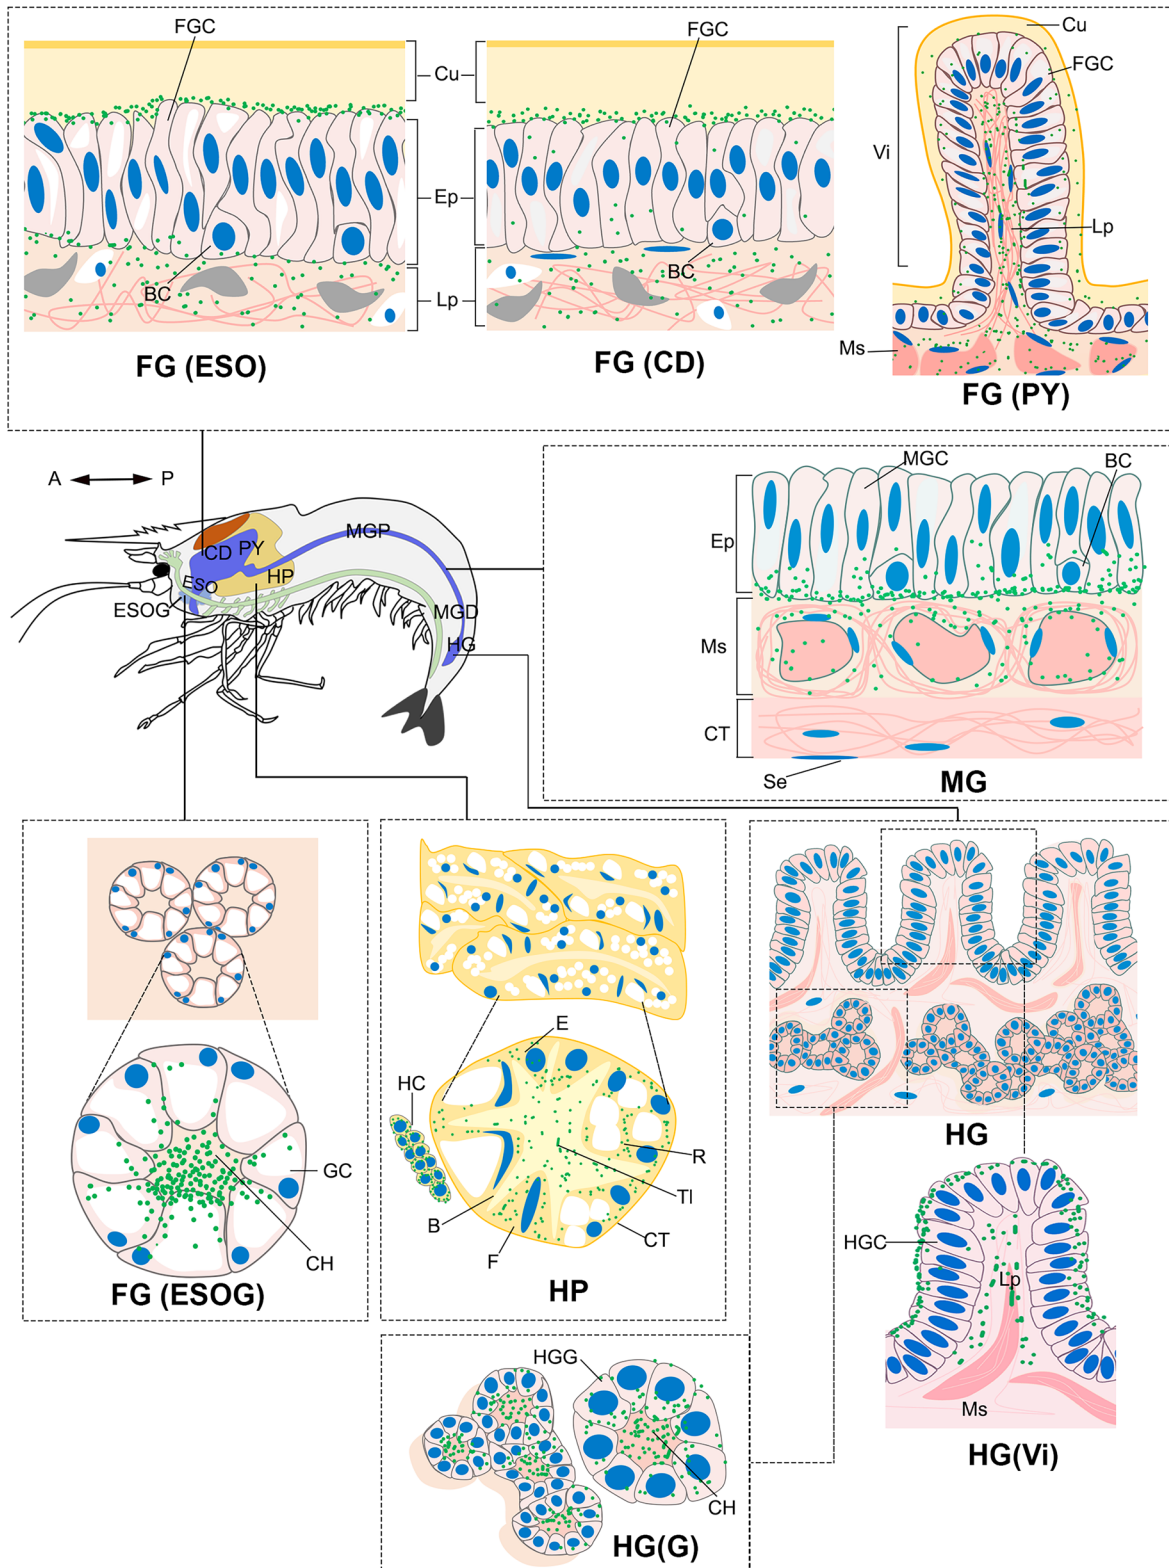 FGC
FGC
Cu
Cu
FGC
Vi
Ep
Lp
BC
BC
Lp
Ms
FG (ESO)
FG (CD)
FG (PY)
A
P
MGC
BC
Ep
MGP
CD
PY
HP
ESO
ESOG
MGD
HG
Ms
CT
Se
MG
E
HC
HG
GC
R
TI
B
CT
F
CH
HGC
Lp
FG (ESOG)
HP
HGG
Ms
HG(Vi)
CH
HG(G)